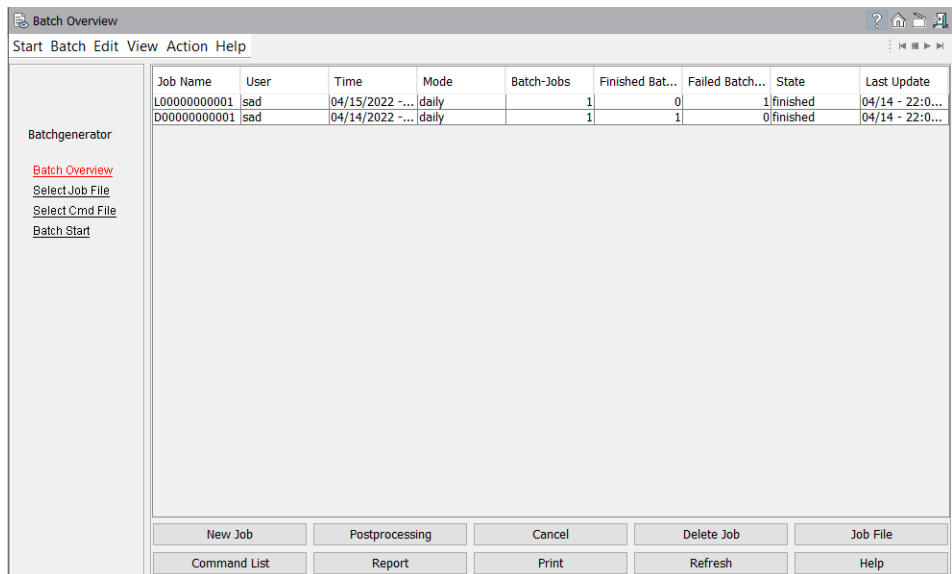 Batch Overview
Start Batch Edit View Action Help
Batchgenerator
Batch Overview
Select Job File
Select Cmd File
Batch Start
Job Name User Time Mode Batch-Jobs Finished Bat... Failed Batch... State Last Update
L00000000001 sad 04/15/2022 -... daily 1 0 1 finished 04/14 - 22:0...
D00000000001 sad 04/14/2022 -... daily 1 1 0 finished 04/14 - 22:0...
New Job Postprocessing Cancel Delete Job Job File
Command List Report Print Refresh Help